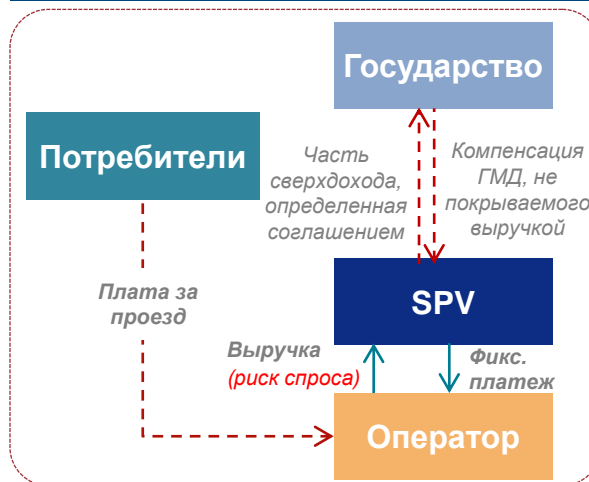 Государство
Потребители
Часть
сверхдохода,
определенная
соглашением
Компенсация
ГМД, не
покрываемого
выручкой
SPV
Плата за
проезд
Выручка
(риск спроса)
Фикс.
платеж
Оператор